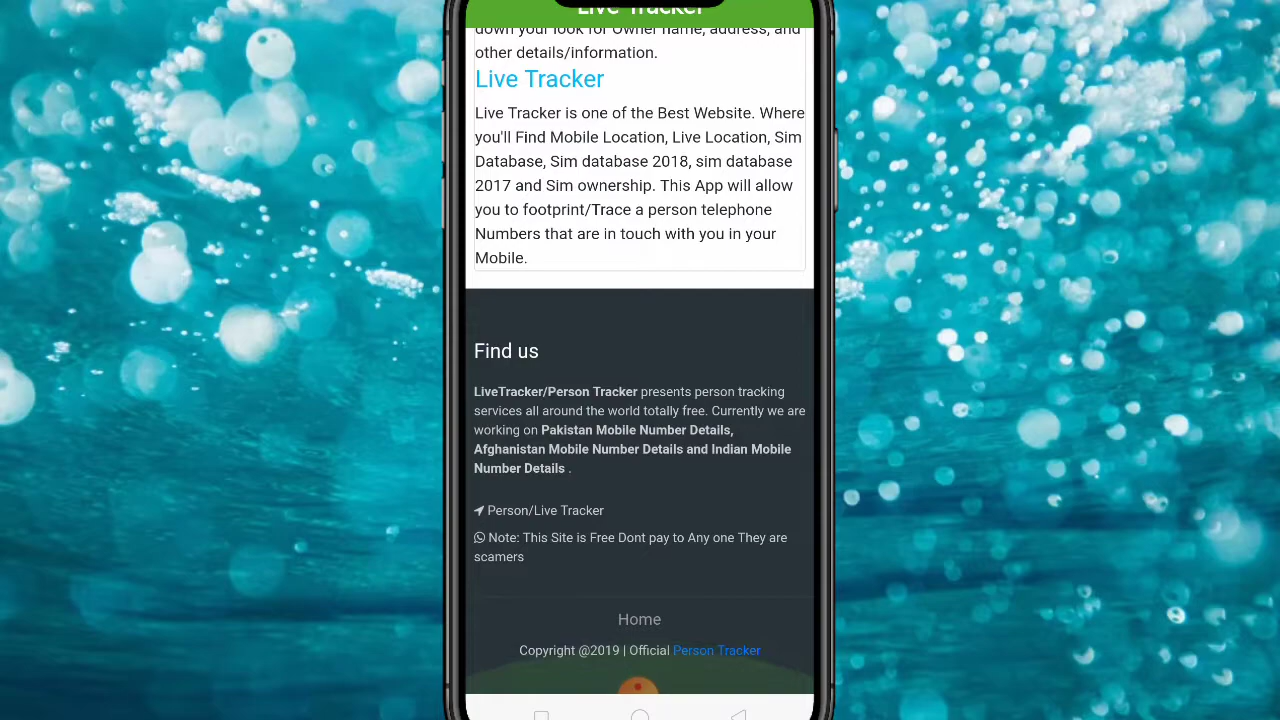 Live Tracker
down your look for Owner name, address, and
other details/information.
Live Tracker
Live Tracker is one of the Best Website. Where
you'll Find Mobile Location, Live Location, Sim
Database, Sim database 2018, sim database
2017 and Sim ownership. This App will allow
you to footprint/Trace a person telephone
Numbers that are in touch with you in your
Mobile.
Find us
LiveTracker/Person Tracker presents person tracking
services all around the world totally free. Currently we are
working on Pakistan Mobile Number Details,
Afghanistan Mobile Number Details and Indian Mobile
Number Details .
Person/Live Tracker
Note: This Site is Free Dont pay to Any one They are
scamers
Home
Copyright @2019 | Official Person Tracker